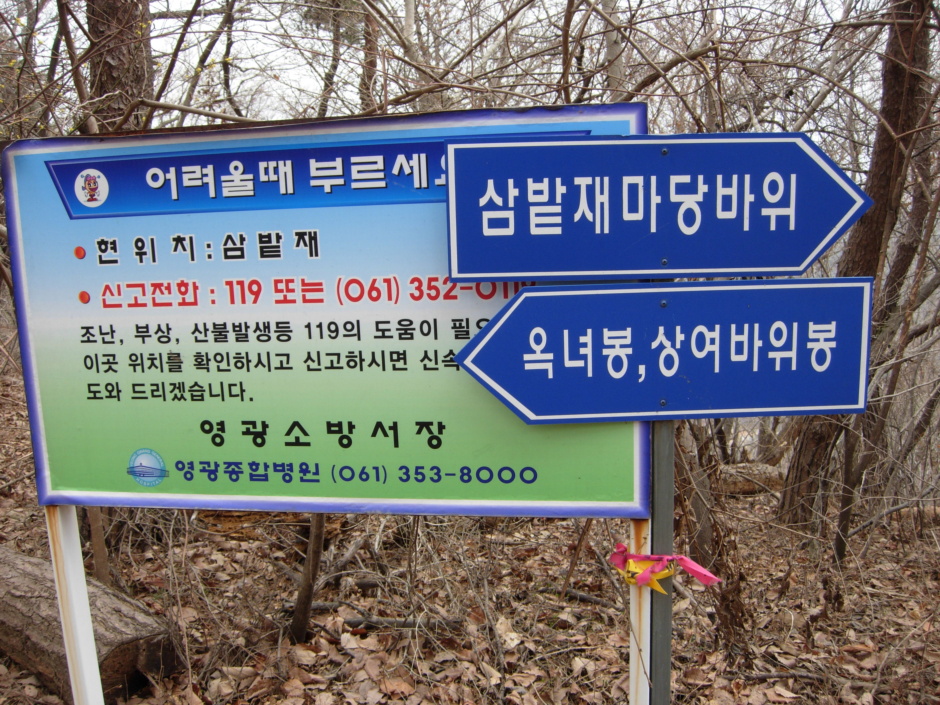 어려울때 부르세요
• 현 위 치 : 삼 밭 재
• 신고전화 : 119 또는 (061) 352-0119
조난, 부상, 산불발생등 119의 도움이
이곳 위치를 확인하시고 신고하시면
도와 드리겠습니다.
영 광 소 방 서 장
영광종합병원 (061) 353-8000
삼밭재마당바위
옥녀봉,상여바위봉